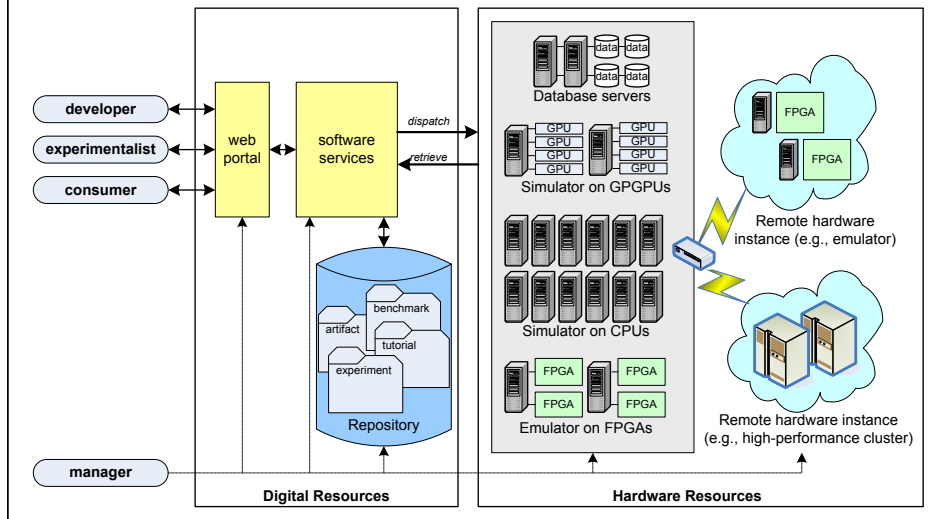 developer
experimentalist
consumer
manager
web
portal
software
services
dispatch
retrieve
benchmark
artifact
tutorial
experiment
Repository
Digital Resources
data
data
data
data
Database servers
GPU
GPU
GPU
GPU
GPU
GPU
GPU
GPU
Simulator on GPGPUs
Simulator on CPUs
FPGA
FPGA
FPGA
FPGA
Emulator on FPGAs
FPGA
FPGA
Remote hardware
instance (e.g., emulator)
Remote hardware instance
(e.g., high-performance cluster)
Hardware Resources